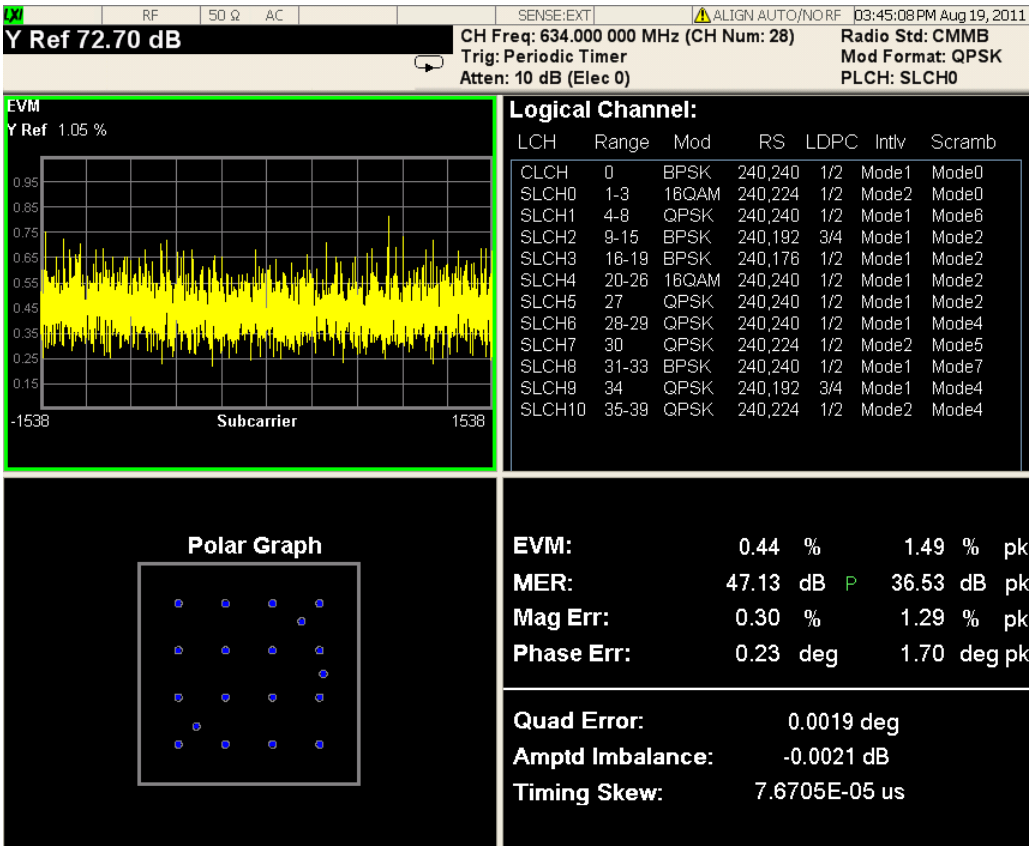 LXI RF 50 Ω AC SENSE:EXT ALIGN AUTO/NO RF 03:45:08 PM Aug 19, 2011
Y Ref 72.70 dB
CH Freq: 634.000 000 MHz (CH Num: 28) Radio Std: CMMB
Trig: Periodic Timer Mod Format: QPSK
Atten: 10 dB (Elec 0) PLCH: SLCH0
EVM
Y Ref 1.05 %
0.95
0.85
0.75
0.65
0.55
0.45
0.35
0.25
0.15
-1538 Subcarrier 1538
Logical Channel:
LCH Range Mod RS LDPC Intlv Scramb
CLCH 0 BPSK 240,240 1/2 Mode1 Mode0
SLCH0 1-3 16QAM 240,224 1/2 Mode2 Mode0
SLCH1 4-8 QPSK 240,240 1/2 Mode1 Mode6
SLCH2 9-15 BPSK 240,192 3/4 Mode1 Mode2
SLCH3 16-19 BPSK 240,176 1/2 Mode1 Mode2
SLCH4 20-26 16QAM 240,240 1/2 Mode1 Mode2
SLCH5 27 QPSK 240,240 1/2 Mode1 Mode2
SLCH6 28-29 QPSK 240,240 1/2 Mode1 Mode4
SLCH7 30 QPSK 240,224 1/2 Mode2 Mode5
SLCH8 31-33 BPSK 240,240 1/2 Mode1 Mode7
SLCH9 34 QPSK 240,192 3/4 Mode1 Mode4
SLCH10 35-39 QPSK 240,224 1/2 Mode2 Mode4
Polar Graph
EVM: 0.44 % 1.49 % pk
MER: 47.13 dB P 36.53 dB pk
Mag Err: 0.30 % 1.29 % pk
Phase Err: 0.23 deg 1.70 deg pk
Quad Error: 0.0019 deg
Amptd Imbalance: -0.0021 dB
Timing Skew: 7.6705E-05 us